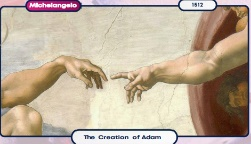 Michelangelo
1512
The Creation of Adam